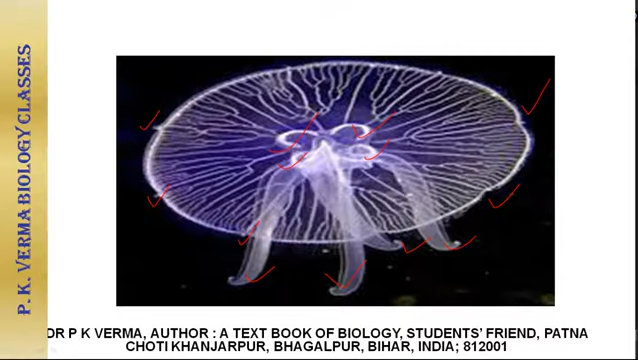 P. K. VERMA BIOLOGY CLASSES
DR P K VERMA, AUTHOR : A TEXT BOOK OF BIOLOGY, STUDENTS' FRIEND, PATNA
CHOTI KHANJARPUR, BHAGALPUR, BIHAR, INDIA; 812001